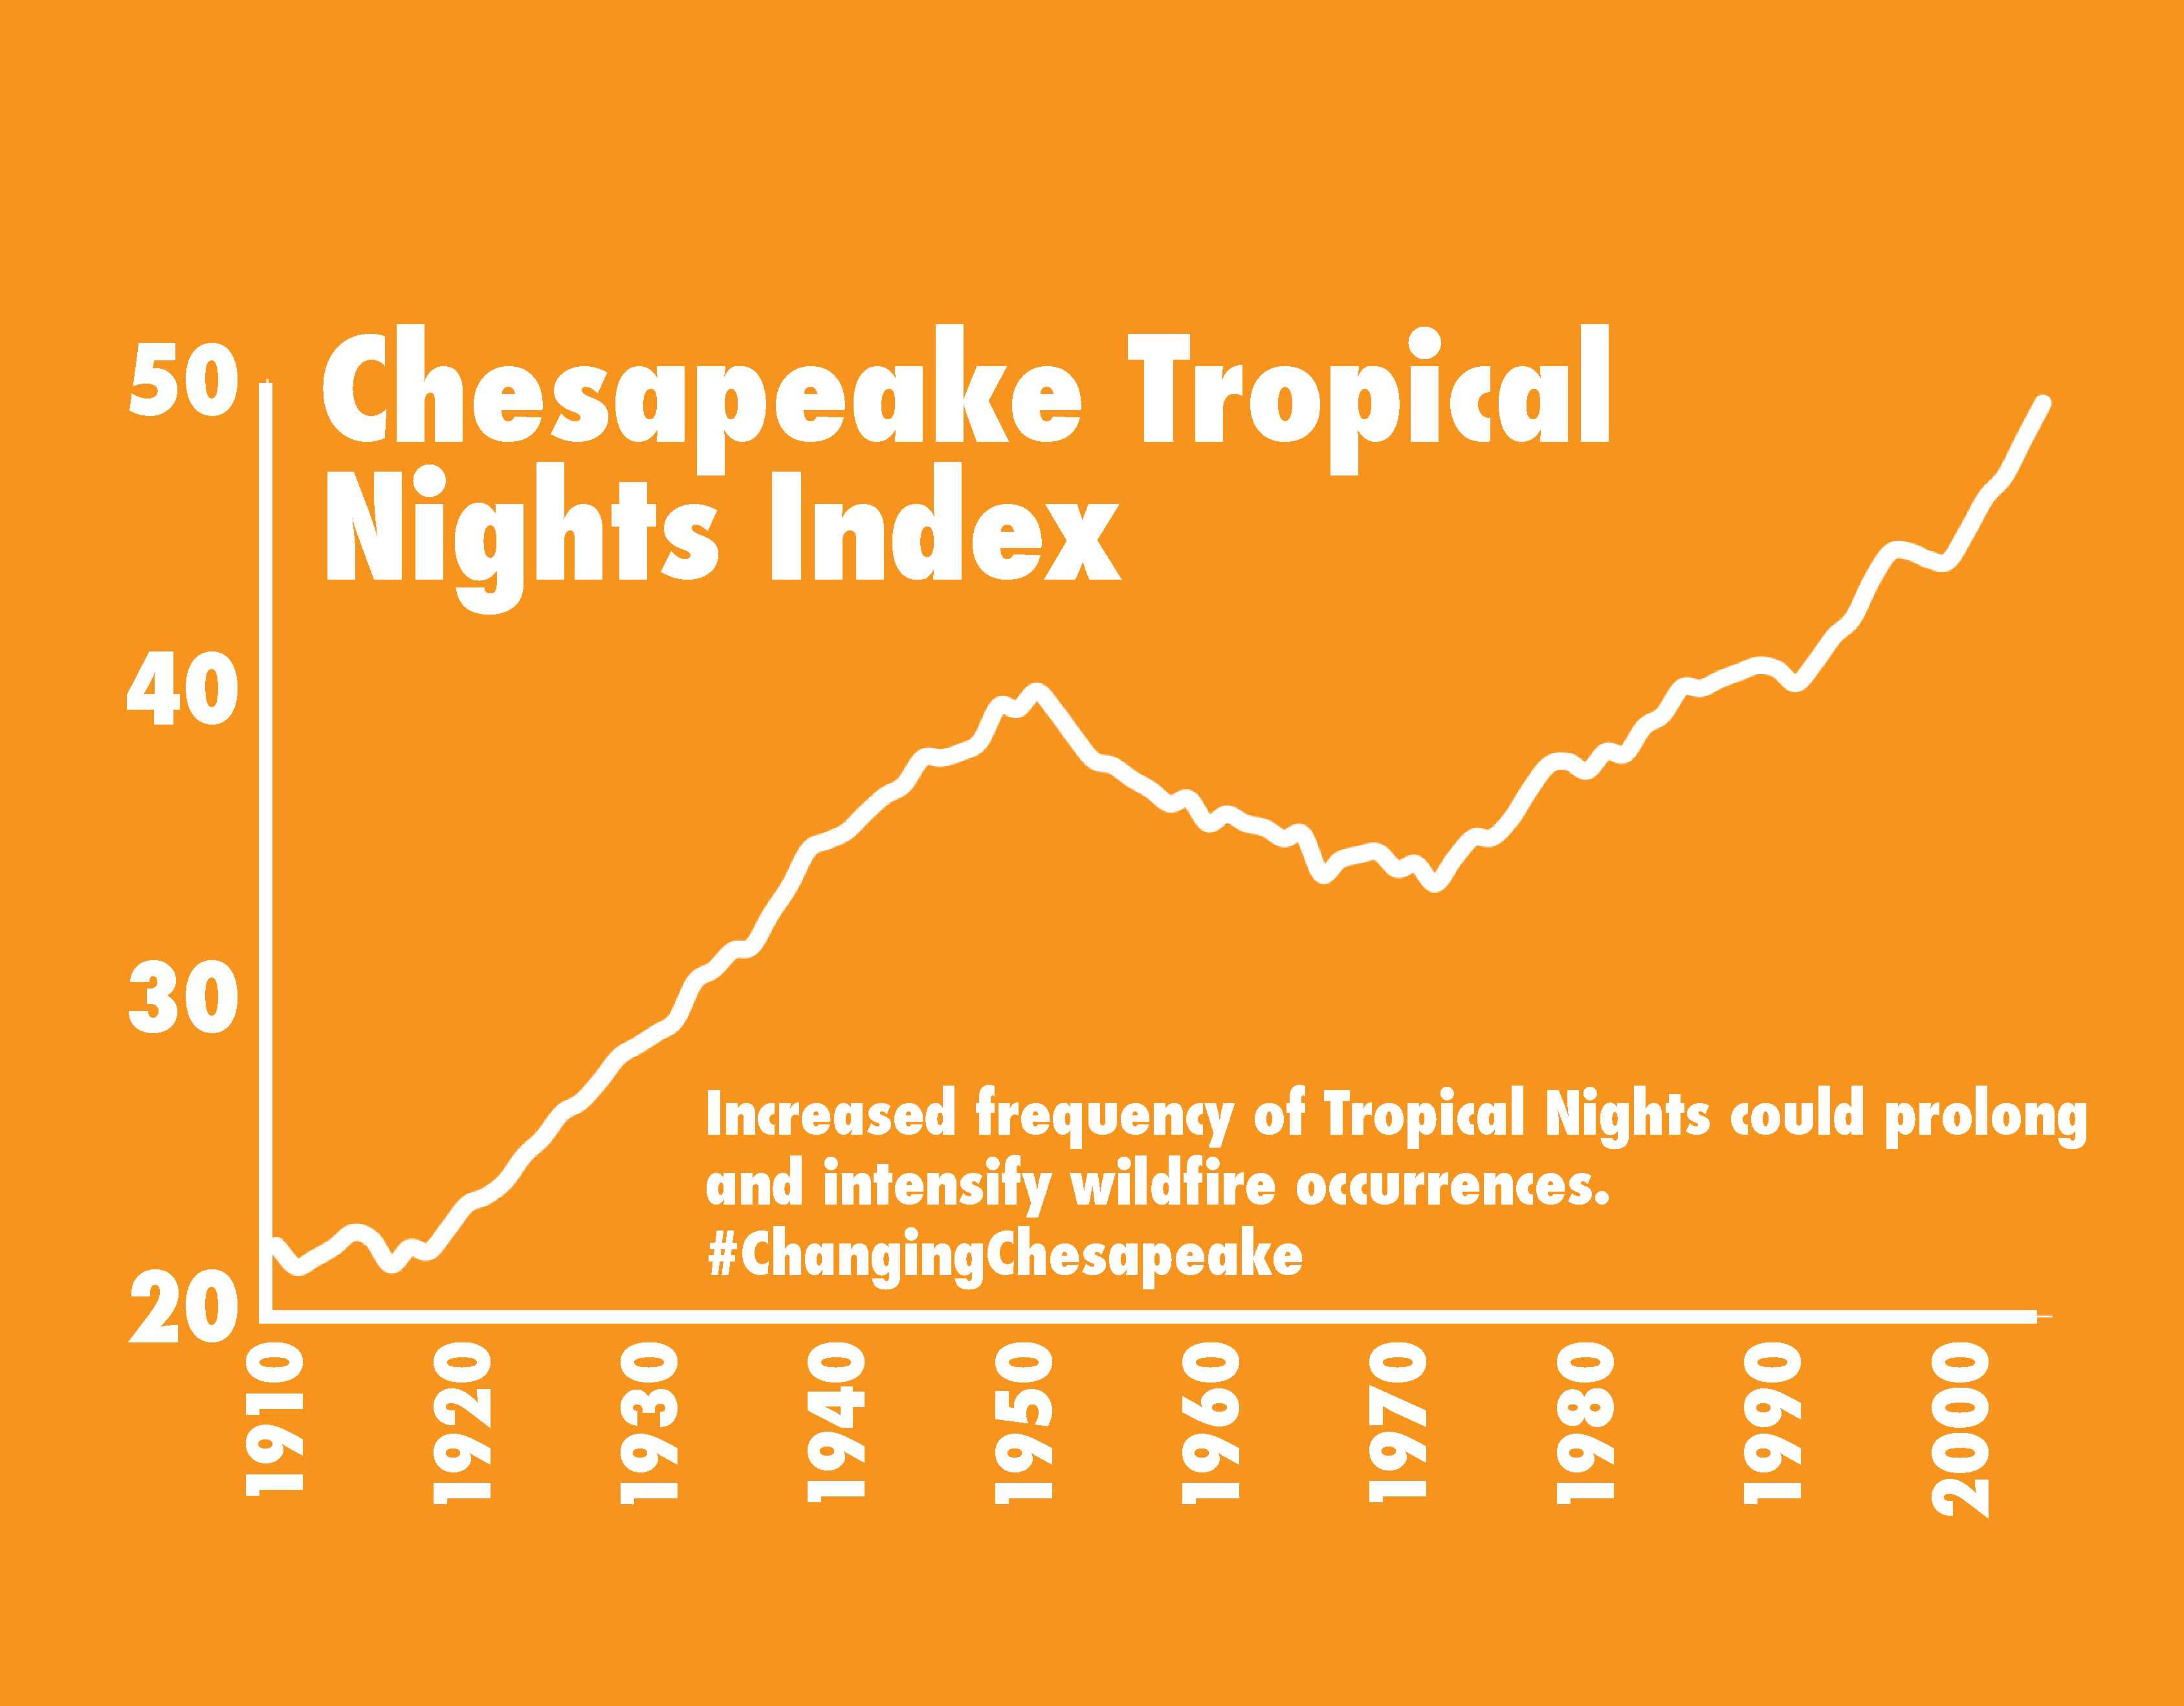 Chesapeake Tropical
Nights Index
50
40
30
20
Increased frequency of Tropical Nights could prolong
and intensify wildfire occurrences.
#ChangingChesapeake
1910
1920
1930
1940
1950
1960
1970
1980
1990
2000